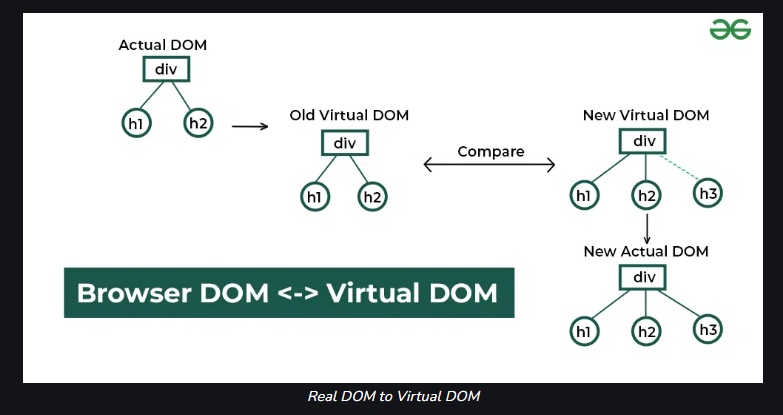 Actual DOM
div
h1
h2
Old Virtual DOM
div
h1
h2
Compare
New Virtual DOM
div
h1
h2
h3
New Actual DOM
div
h1
h2
h3
Browser DOM <-> Virtual DOM
Real DOM to Virtual DOM